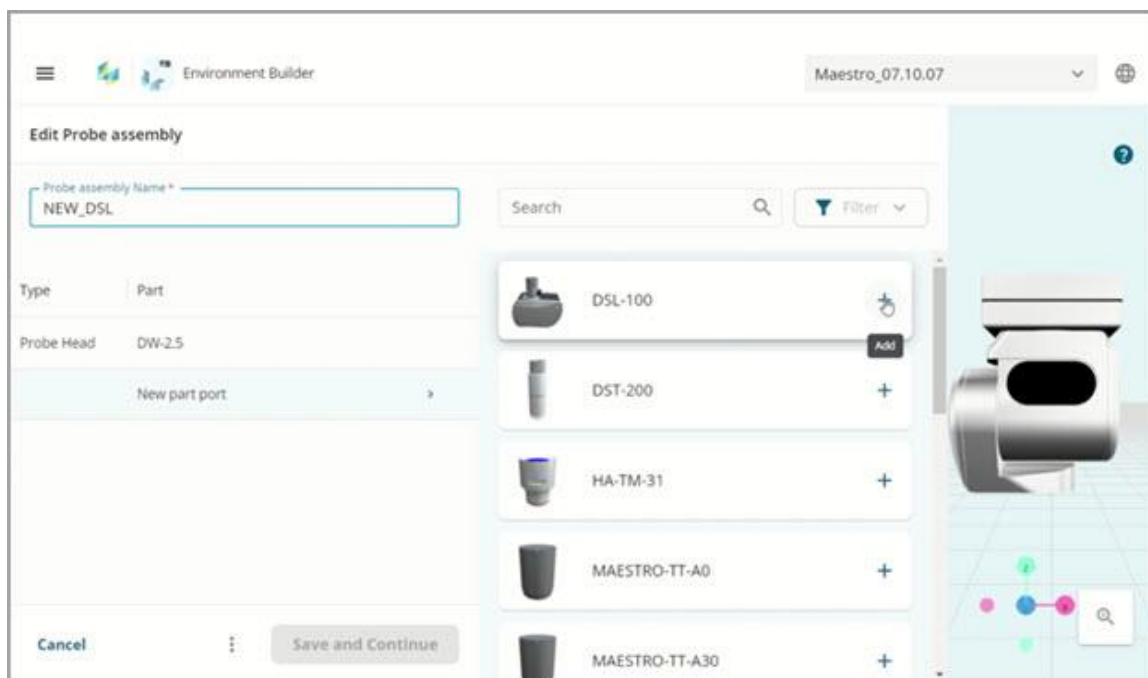 Environment Builder
Maestro_07.10.07
Edit Probe assembly
Probe assembly Name *
NEW_DSL
Search
Filter
Type Part
Probe Head DW-2.5
New part port
DSL-100
Add
DST-200
HA-TM-31
MAESTRO-TT-A0
MAESTRO-TT-A30
Cancel
Save and Continue